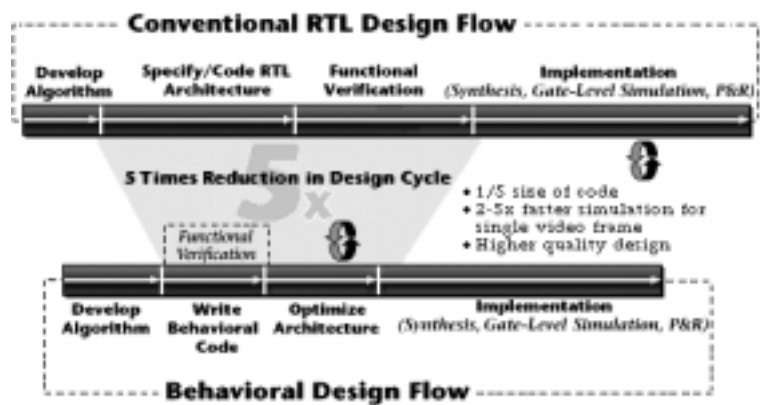 Conventional RTL Design Flow
Develop
Algorithm
Specify/Code RTL
Architecture
Functional
Verification
Implementation
(Synthesis, Gate-Level Simulation, P&R)
5x
5 Times Reduction in Design Cycle
• 1/5 size of code
• 2-5x faster simulation for
single video frame
• Higher quality design
Functional
Verification
Develop
Algorithm
Write
Behavioral
Code
Optimize
Architecture
Implementation
(Synthesis, Gate-Level Simulation, P&R)
Behavioral Design Flow